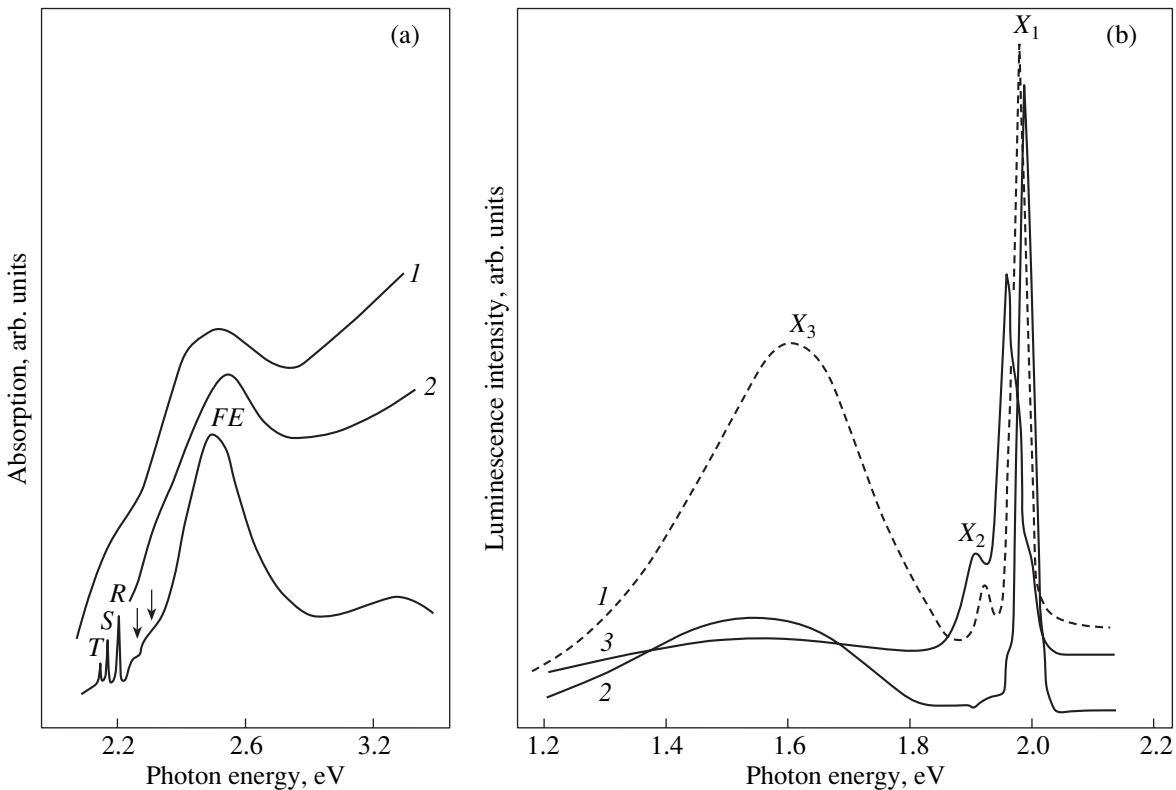 (a)
Absorption, arb. units
1
2
FE
R
S
T
2.2 2.6 3.2
Photon energy, eV
(b)
Luminescence intensity, arb. units
X1
X3
X2
1
3
2
1.2 1.4 1.6 1.8 2.0 2.2
Photon energy, eV